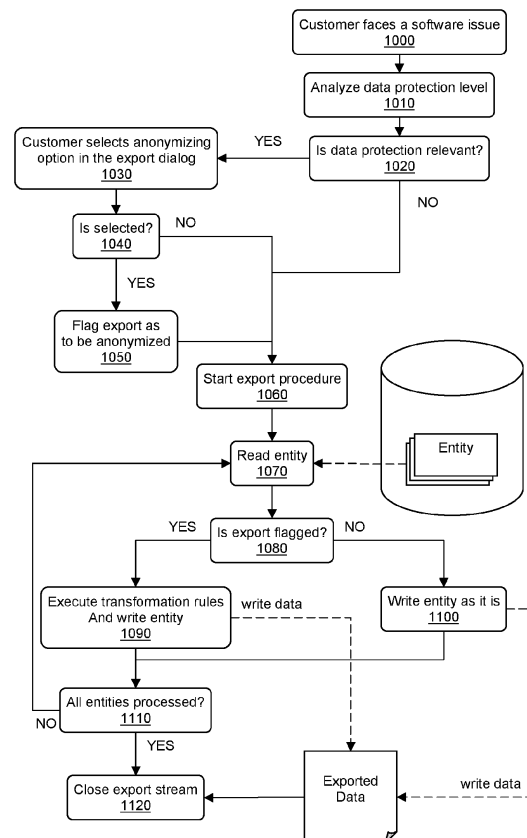 Customer faces a software issue
1000
Analyze data protection level
1010
Is data protection relevant?
1020
YES
NO
Customer selects anonymizing
option in the export dialog
1030
Is selected?
1040
NO
YES
Flag export as
to be anonymized
1050
Start export procedure
1060
Read entity
1070
Entity
Is export flagged?
1080
YES
NO
Execute transformation rules
And write entity
1090
write data
Write entity as it is
1100
All entities processed?
1110
NO
YES
Close export stream
1120
Exported
Data
write data